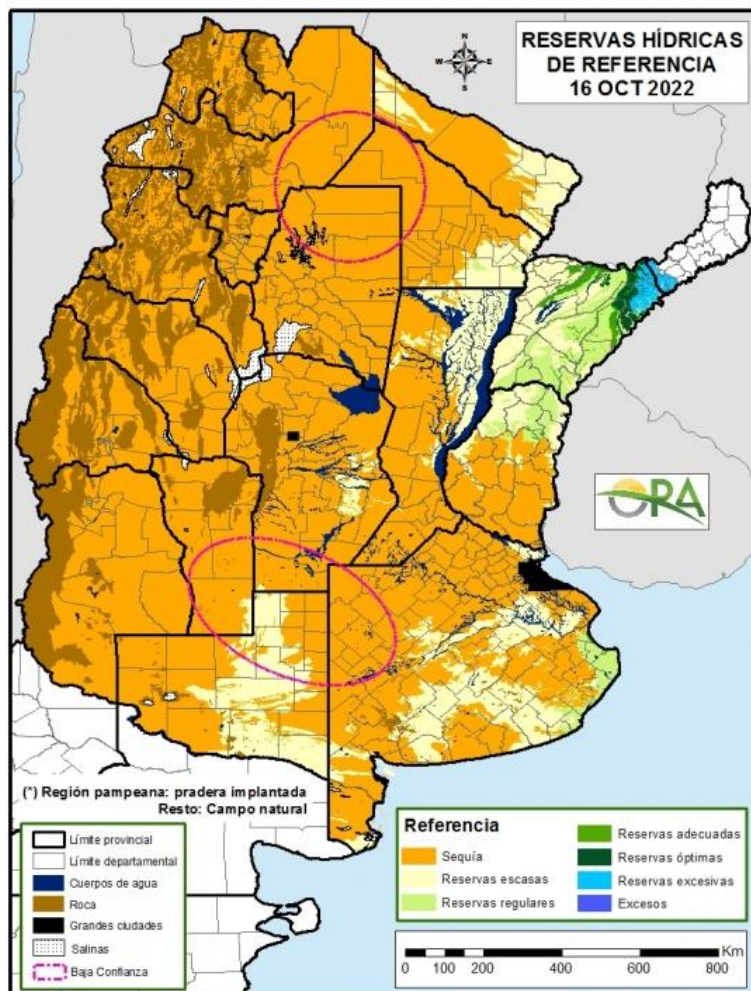 RESERVAS HÍDRICAS
DE REFERENCIA
16 OCT 2022
N
W
E
S
OPA
(*) Región pampeana: pradera implantada
Resto: Campo natural
Límite provincial
Límite departamental
Cuerpos de agua
Roca
Grandes ciudades
Salinas
Baja Confianza
Referencia
Sequía
Reservas escasas
Reservas regulares
Reservas adecuadas
Reservas óptimas
Reservas excesivas
Excesos
Km
0 100 200 400 600 800